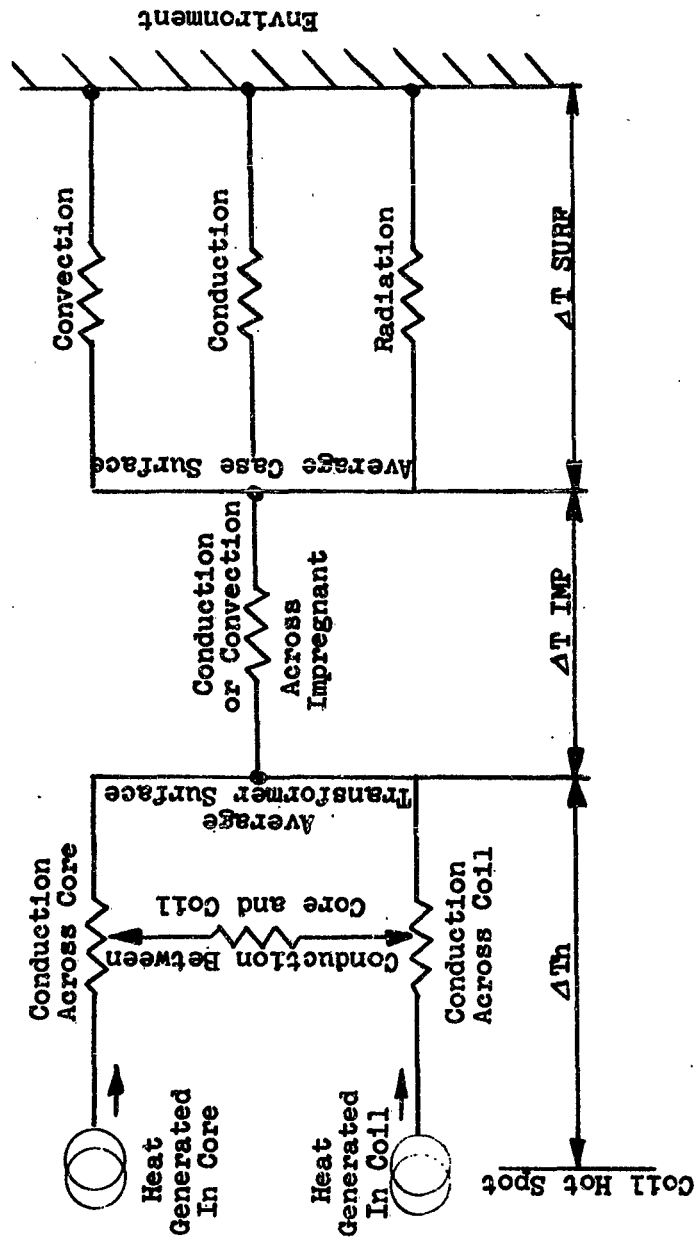 Environment
Convection
Conduction
Radiation
ΔT SURF
Average Case Surface
Conduction
or Convection
Across
Impregnant
ΔT IMP
Average
Transformer Surface
Conduction
Across Core
Conduction Between
Core and Coil
Conduction
Across Coil
ΔTh
Heat
Generated
In Core
Heat
Generated
In Coil
Coil Hot Spot